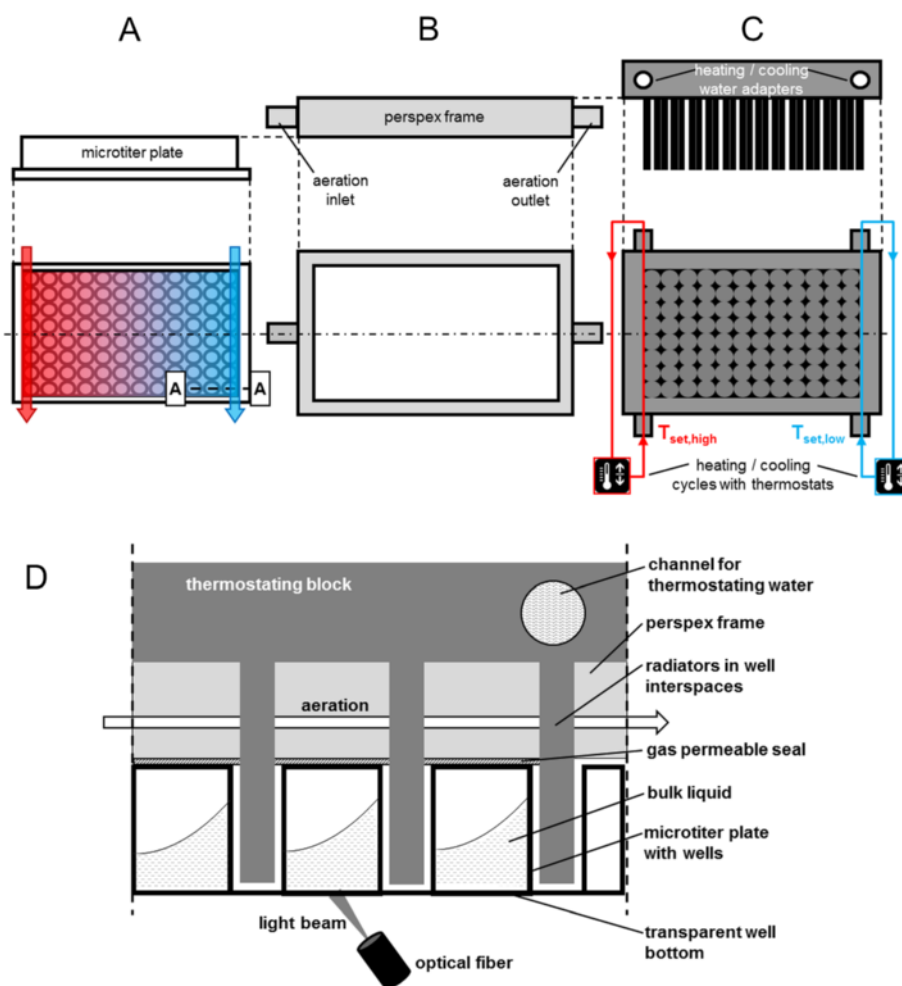 A
B
C
heating / cooling
water adapters
perspex frame
microtiter plate
aeration
inlet
aeration
outlet
A
A
T set,high
T set,low
heating / cooling
cycles with thermostats
D
thermostating block
channel for
thermostating water
perspex frame
radiators in well
interspaces
aeration
gas permeable seal
bulk liquid
microtiter plate
with wells
light beam
transparent well
bottom
optical fiber